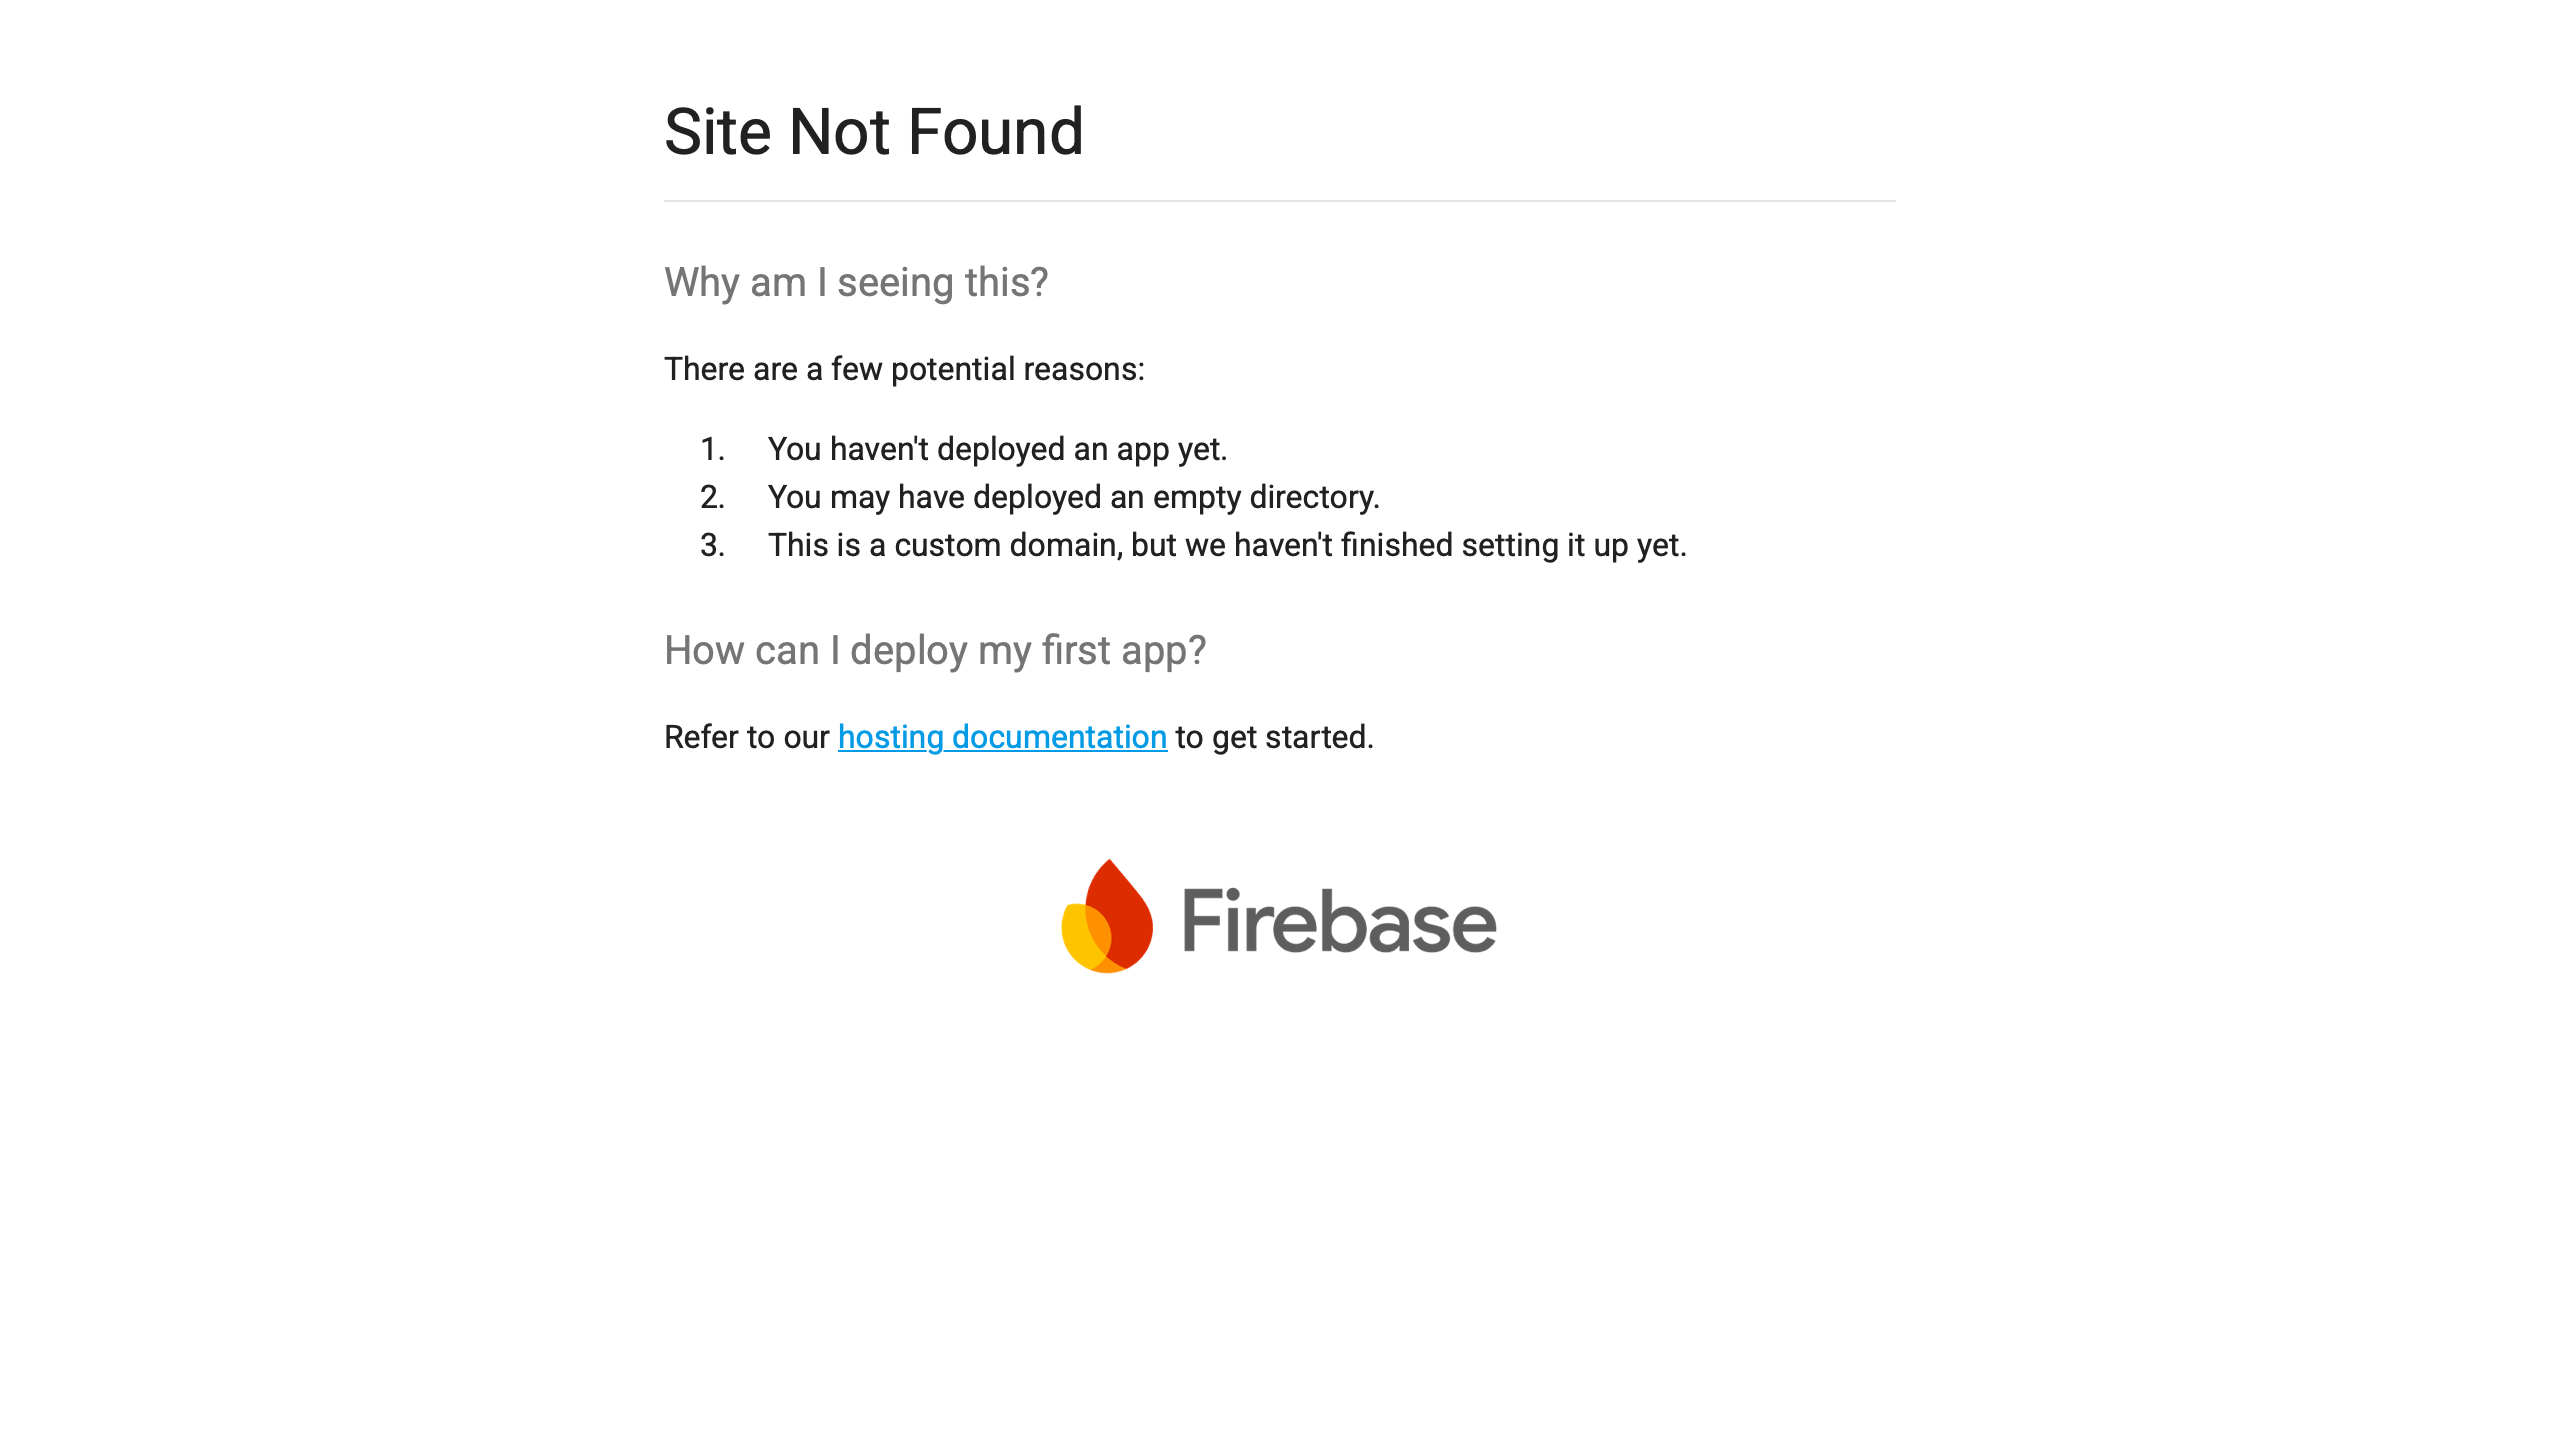 Site Not Found
Why am I seeing this?
There are a few potential reasons:
1. You haven't deployed an app yet.
2. You may have deployed an empty directory.
3. This is a custom domain, but we haven't finished setting it up yet.
How can I deploy my first app?
Refer to our hosting documentation to get started.
Firebase